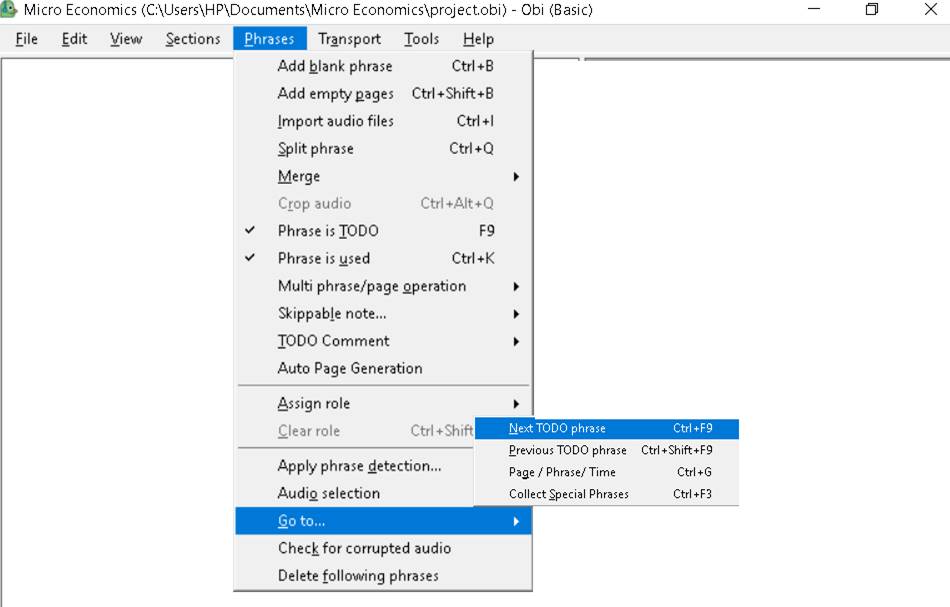 Micro Economics (C:\Users\HP\Documents\Micro Economics\project.obi) - Obi (Basic)
File Edit View Sections Phrases Transport Tools Help
Add blank phrase Ctrl+B
Add empty pages Ctrl+Shift+B
Import audio files Ctrl+I
Split phrase Ctrl+Q
Merge
Crop audio Ctrl+Alt+Q
Phrase is TODO F9
Phrase is used Ctrl+K
Multi phrase/page operation
Skippable note...
TODO Comment
Auto Page Generation
Assign role
Clear role Ctrl+Shift
Apply phrase detection...
Audio selection
Go to...
Check for corrupted audio
Delete following phrases
Next TODO phrase Ctrl+F9
Previous TODO phrase Ctrl+Shift+F9
Page / Phrase/ Time Ctrl+G
Collect Special Phrases Ctrl+F3